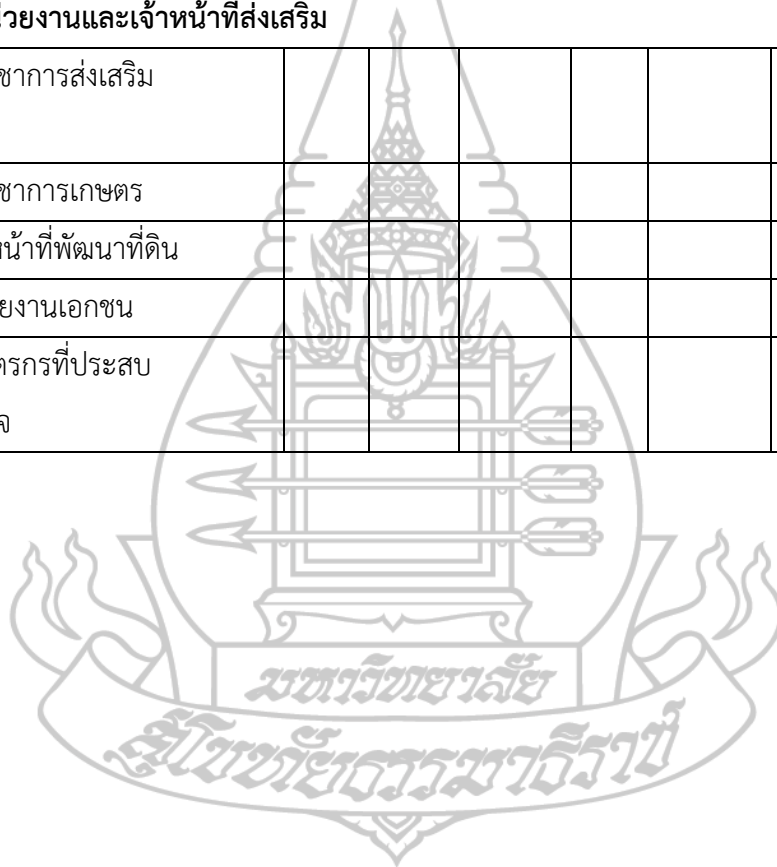 ่วยงานและเจ้าหน้าที่ส่งเสริม
ชาการส่งเสริม
ชาการเกษตร
หน้าที่พัฒนาที่ดิน
ยงานเอกชน
ตรกรที่ประสบ
จ
มหาวิทยาลัย
สุโขทัยธรรมาธิราช